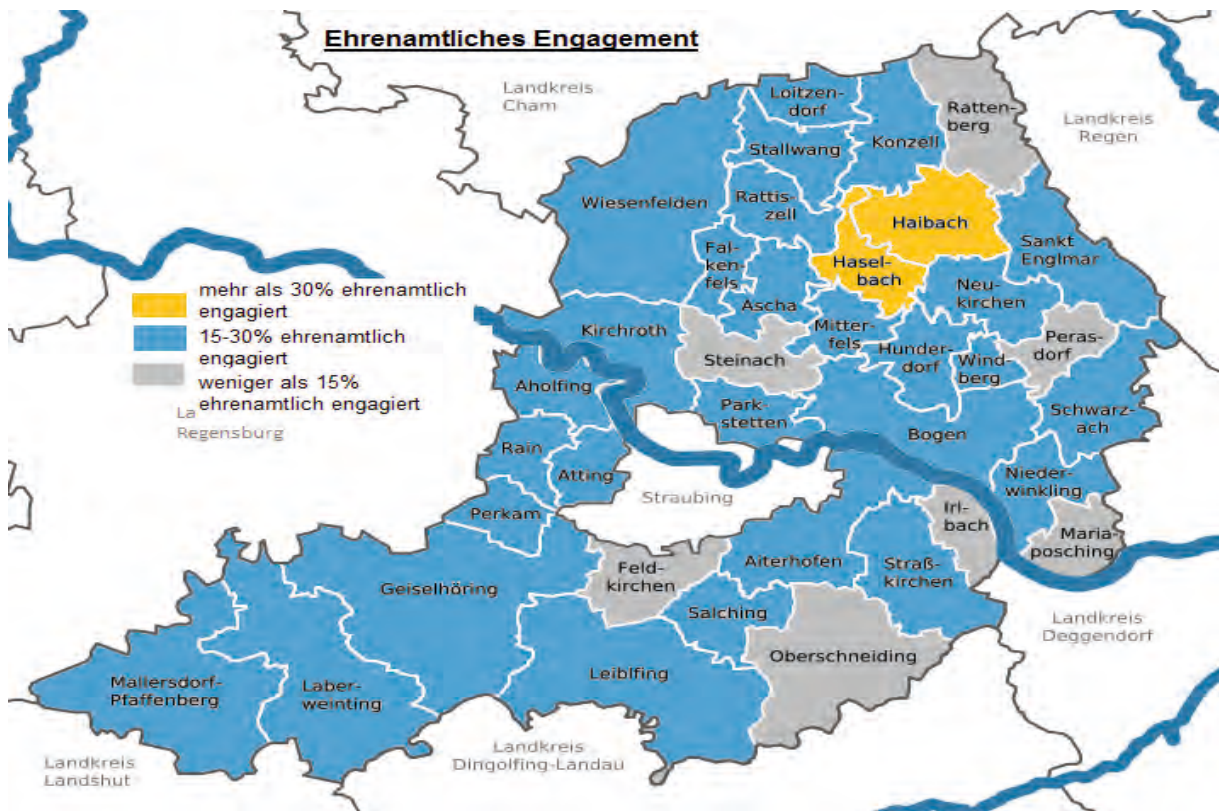 Ehrenamtliches Engagement
Landkreis
Cham
Loitzen-
dorf
Ratten-
berg
Landkreis
Regen
Stallwang
Konzell
Wiesenfelden
Rattis-
zell
Haibach
Sankt
Englmar
Fal-
ken-
fels
Hasel-
bach
Neu-
kirchen
Ascha
mehr als 30% ehrenamtlich
engagiert
15-30% ehrenamtlich
engagiert
weniger als 15%
ehrenamtlich engagiert
La
Regensburg
Kirchroth
Steinach
Mitter-
fels
Hunder-
dorf
Wind-
berg
Peras-
dorf
Aholfing
Park-
stetten
Bogen
Schwarz-
ach
Rain
Atting
Straubing
Nieder-
winkling
Perkam
Irl-
bach
Maria-
posching
Feld-
kirchen
Aiterhofen
Straß-
kirchen
Geiselhöring
Salching
Landkreis
Deggendorf
Oberschneiding
Leiblfing
Mallersdorf-
Pfaffenberg
Laber-
weinting
Landkreis
Landshut
Landkreis
Dingolfing-Landau